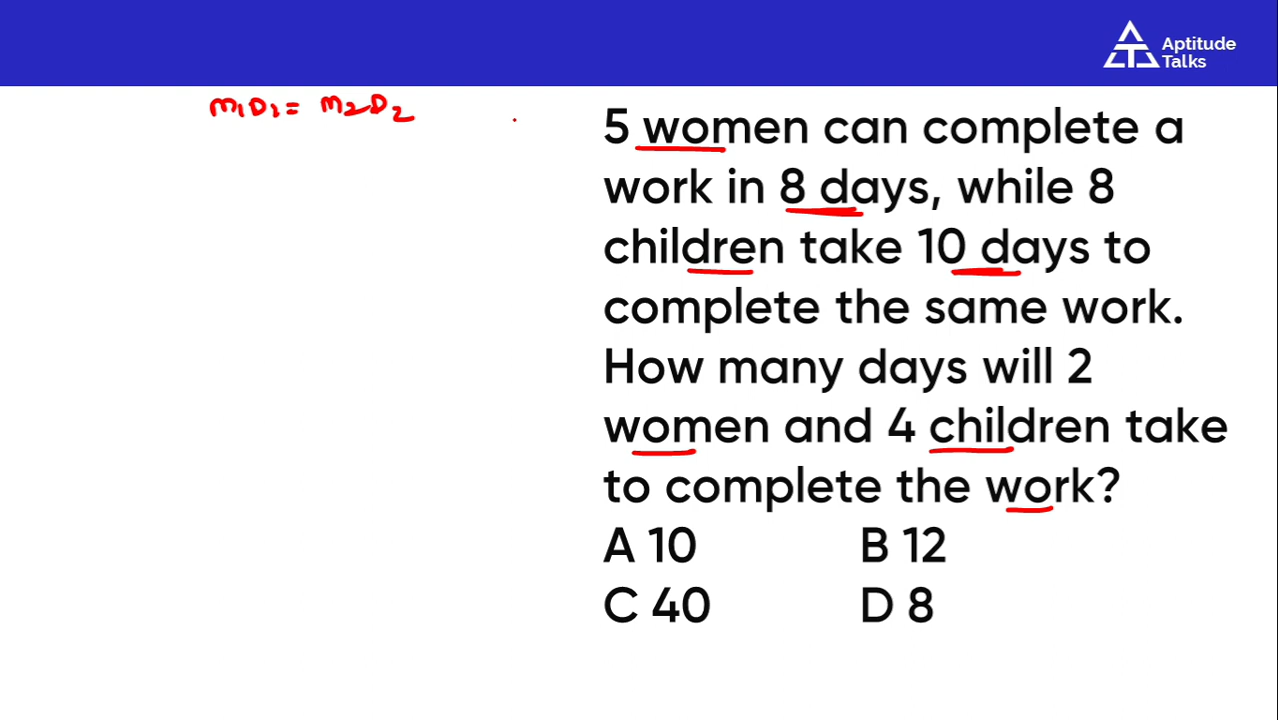 Aptitude
Talks
m₁D₁ = m₂D₂
5 women can complete a
work in 8 days, while 8
children take 10 days to
complete the same work.
How many days will 2
women and 4 children take
to complete the work?
A 10 B 12
C 40 D 8